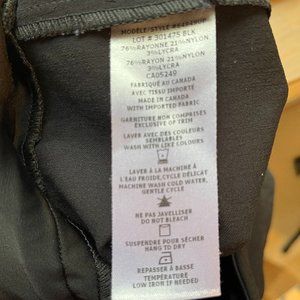 MODÈLE/STYLE
LOT # 301475 BLK
76%RAYONNE 21%NYLON
3%LYCRA
76%RAYON 21%NYLON
3%LYCRA
CA05249
FABRIQUÉ AU CANADA
AVEC TISSU IMPORTÉ
MADE IN CANADA
WITH IMPORTED FABRIC
GARNITURE NON COMPRISES
EXCLUSIVE OF TRIM
LAVER AVEC DES COULEURS
SEMBLABLES
WASH WITH LIKE COLOURS
LAVER À LA MACHINE À
L'EAU FROIDE,CYCLE DÉLICAT
MACHINE WASH COLD WATER,
GENTLE CYCLE
NE PAS JAVELLISER
DO NOT BLEACH
SUSPENDRE POUR SÉCHER
HANG TO DRY
REPASSER À BASSE
TEMPÉRATURE
LOW IRON IF NEEDED